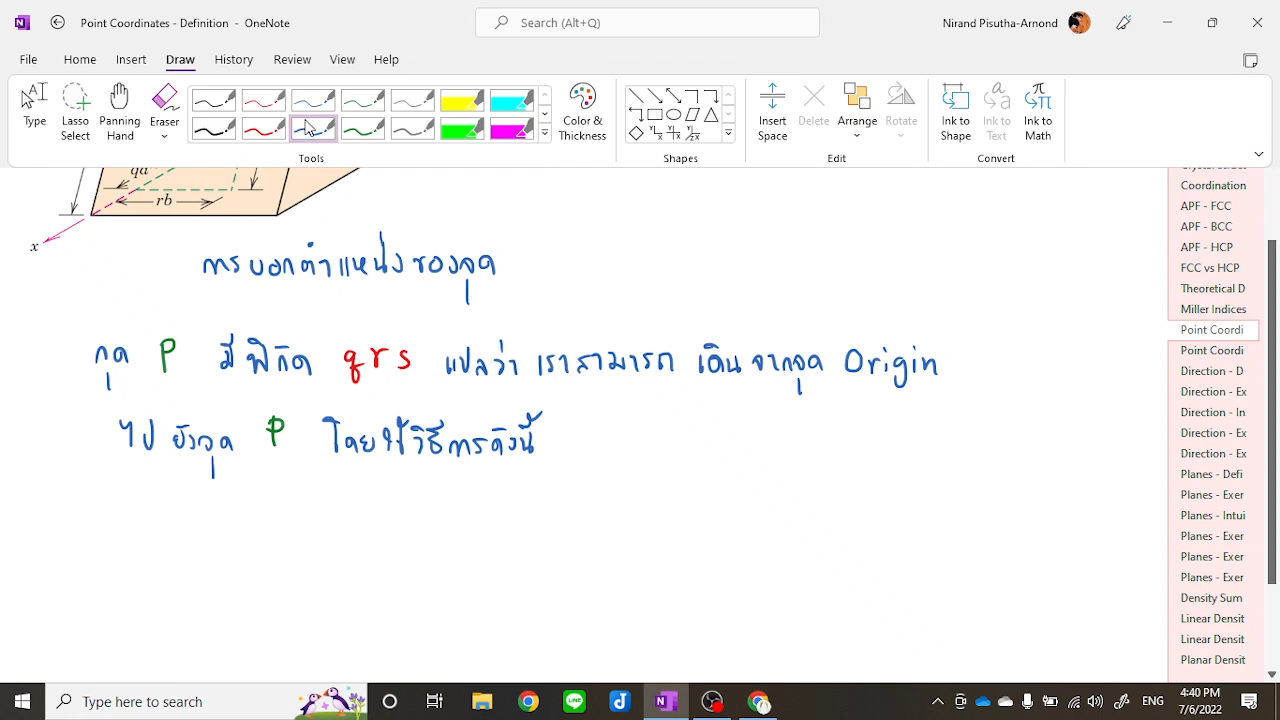 Point Coordinates - Definition - OneNote
Search (Alt+Q)
Nirand Pisutha-Arnond
File Home Insert Draw History Review View Help
Type
Lasso Select
Panning Hand
Eraser
Color & Thickness
Insert Space
Delete
Arrange
Rotate
Ink to Shape
Ink to Text
Ink to Math
Tools
Shapes
Edit
Convert
qa
rb
x
การบอกตำแหน่งของจุด
จุด P มีพิกัด qrs แปลว่า เราสามารถ เดินจากจุด Origin
ไปยังจุด P โดยใช้วิธีการดังนี้
Coordination
APF - FCC
APF - BCC
APF - HCP
FCC vs HCP
Theoretical D
Miller Indices
Point Coordi
Point Coordi
Direction - D
Direction - Ex
Direction - In
Direction - Ex
Direction - Ex
Planes - Defi
Planes - Exer
Planes - Intui
Planes - Exer
Planes - Exer
Planes - Exer
Density Sum
Linear Densit
Linear Densit
Planar Densit
Type here to search
ENG
4:40 PM
7/6/2022